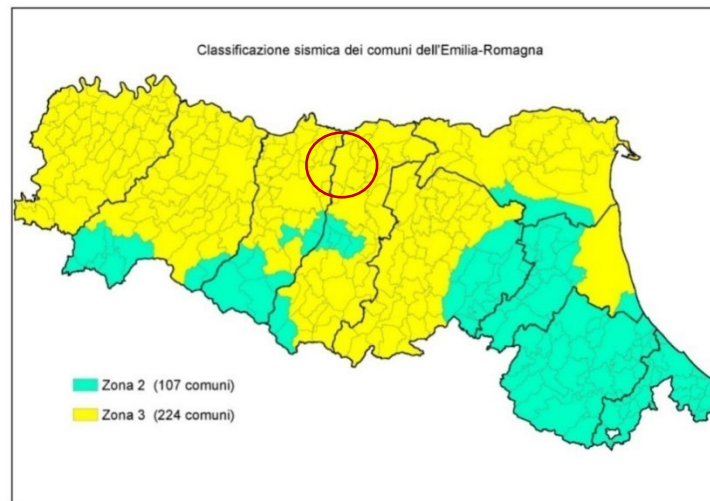 Classificazione sismica dei comuni dell'Emilia-Romagna
Zona 2 (107 comuni)
Zona 3 (224 comuni)